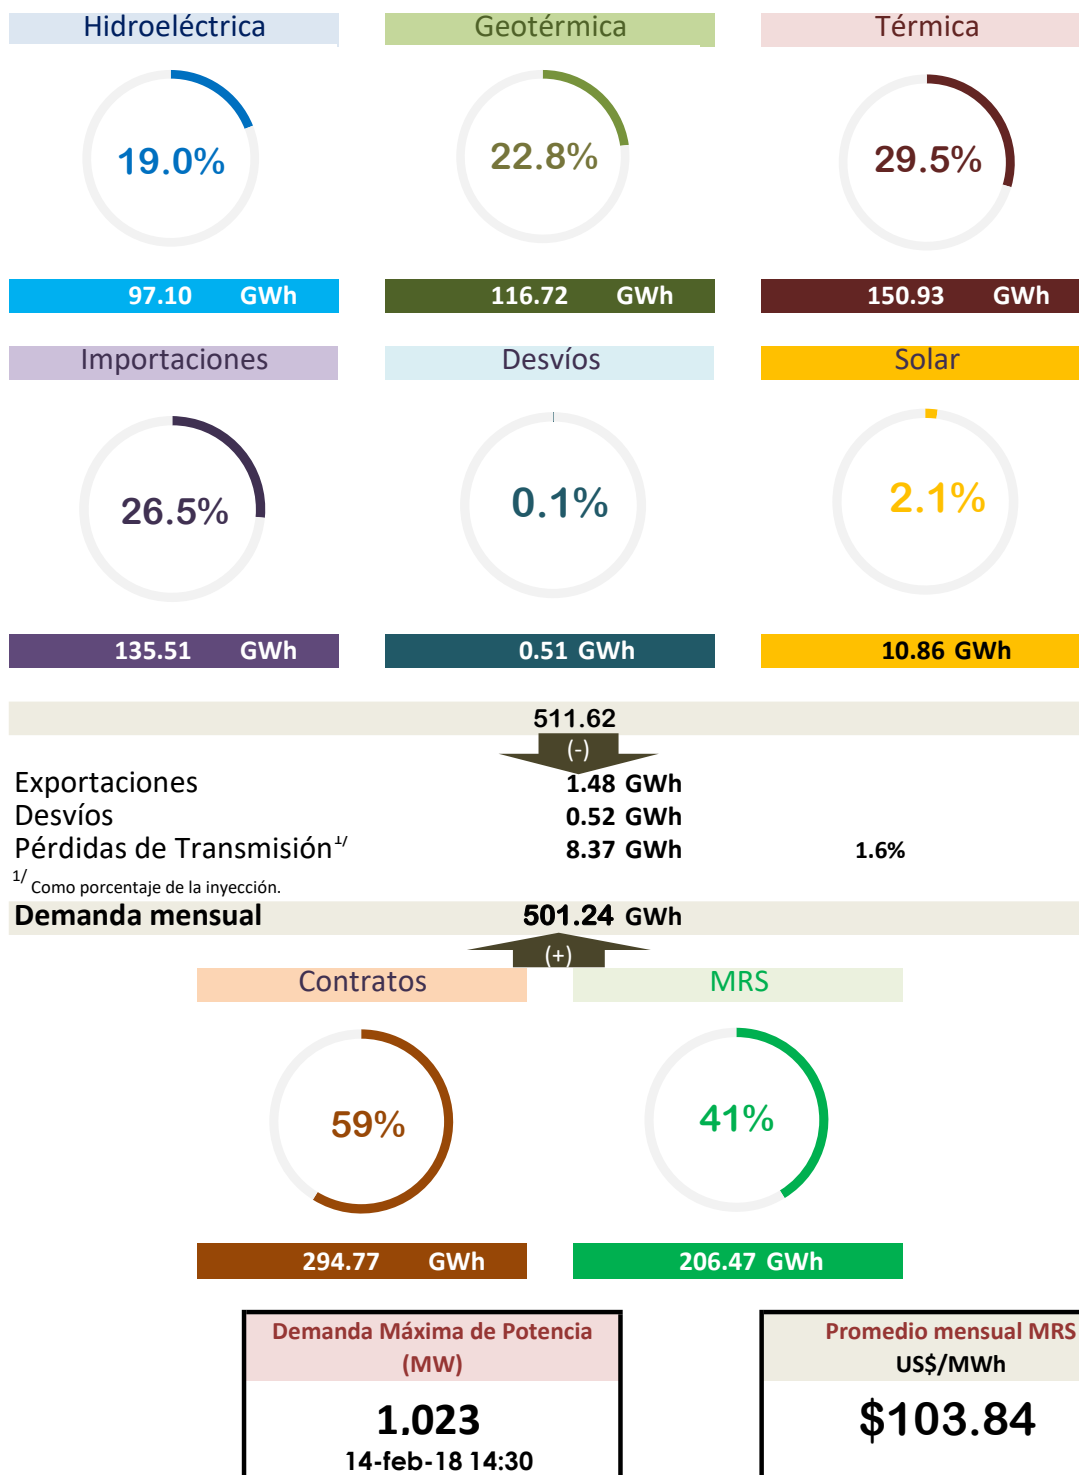 Hidroeléctrica Geotérmica Térmica
19.0% 22.8% 29.5%
97.10 GWh 116.72 GWh 150.93 GWh
Importaciones Desvíos Solar
26.5% 0.1% 2.1%
135.51 GWh 0.51 GWh 10.86 GWh
511.62
(-)
Exportaciones 1.48 GWh
Desvíos 0.52 GWh
Pérdidas de Transmisión 1/ 8.37 GWh 1.6%
1/ Como porcentaje de la inyección.
Demanda mensual 501.24 GWh
(+)
Contratos MRS
59% 41%
294.77 GWh 206.47 GWh
Demanda Máxima de Potencia Promedio mensual MRS
(MW) US$/MWh
1,023 $103.84
14-feb-18 14:30